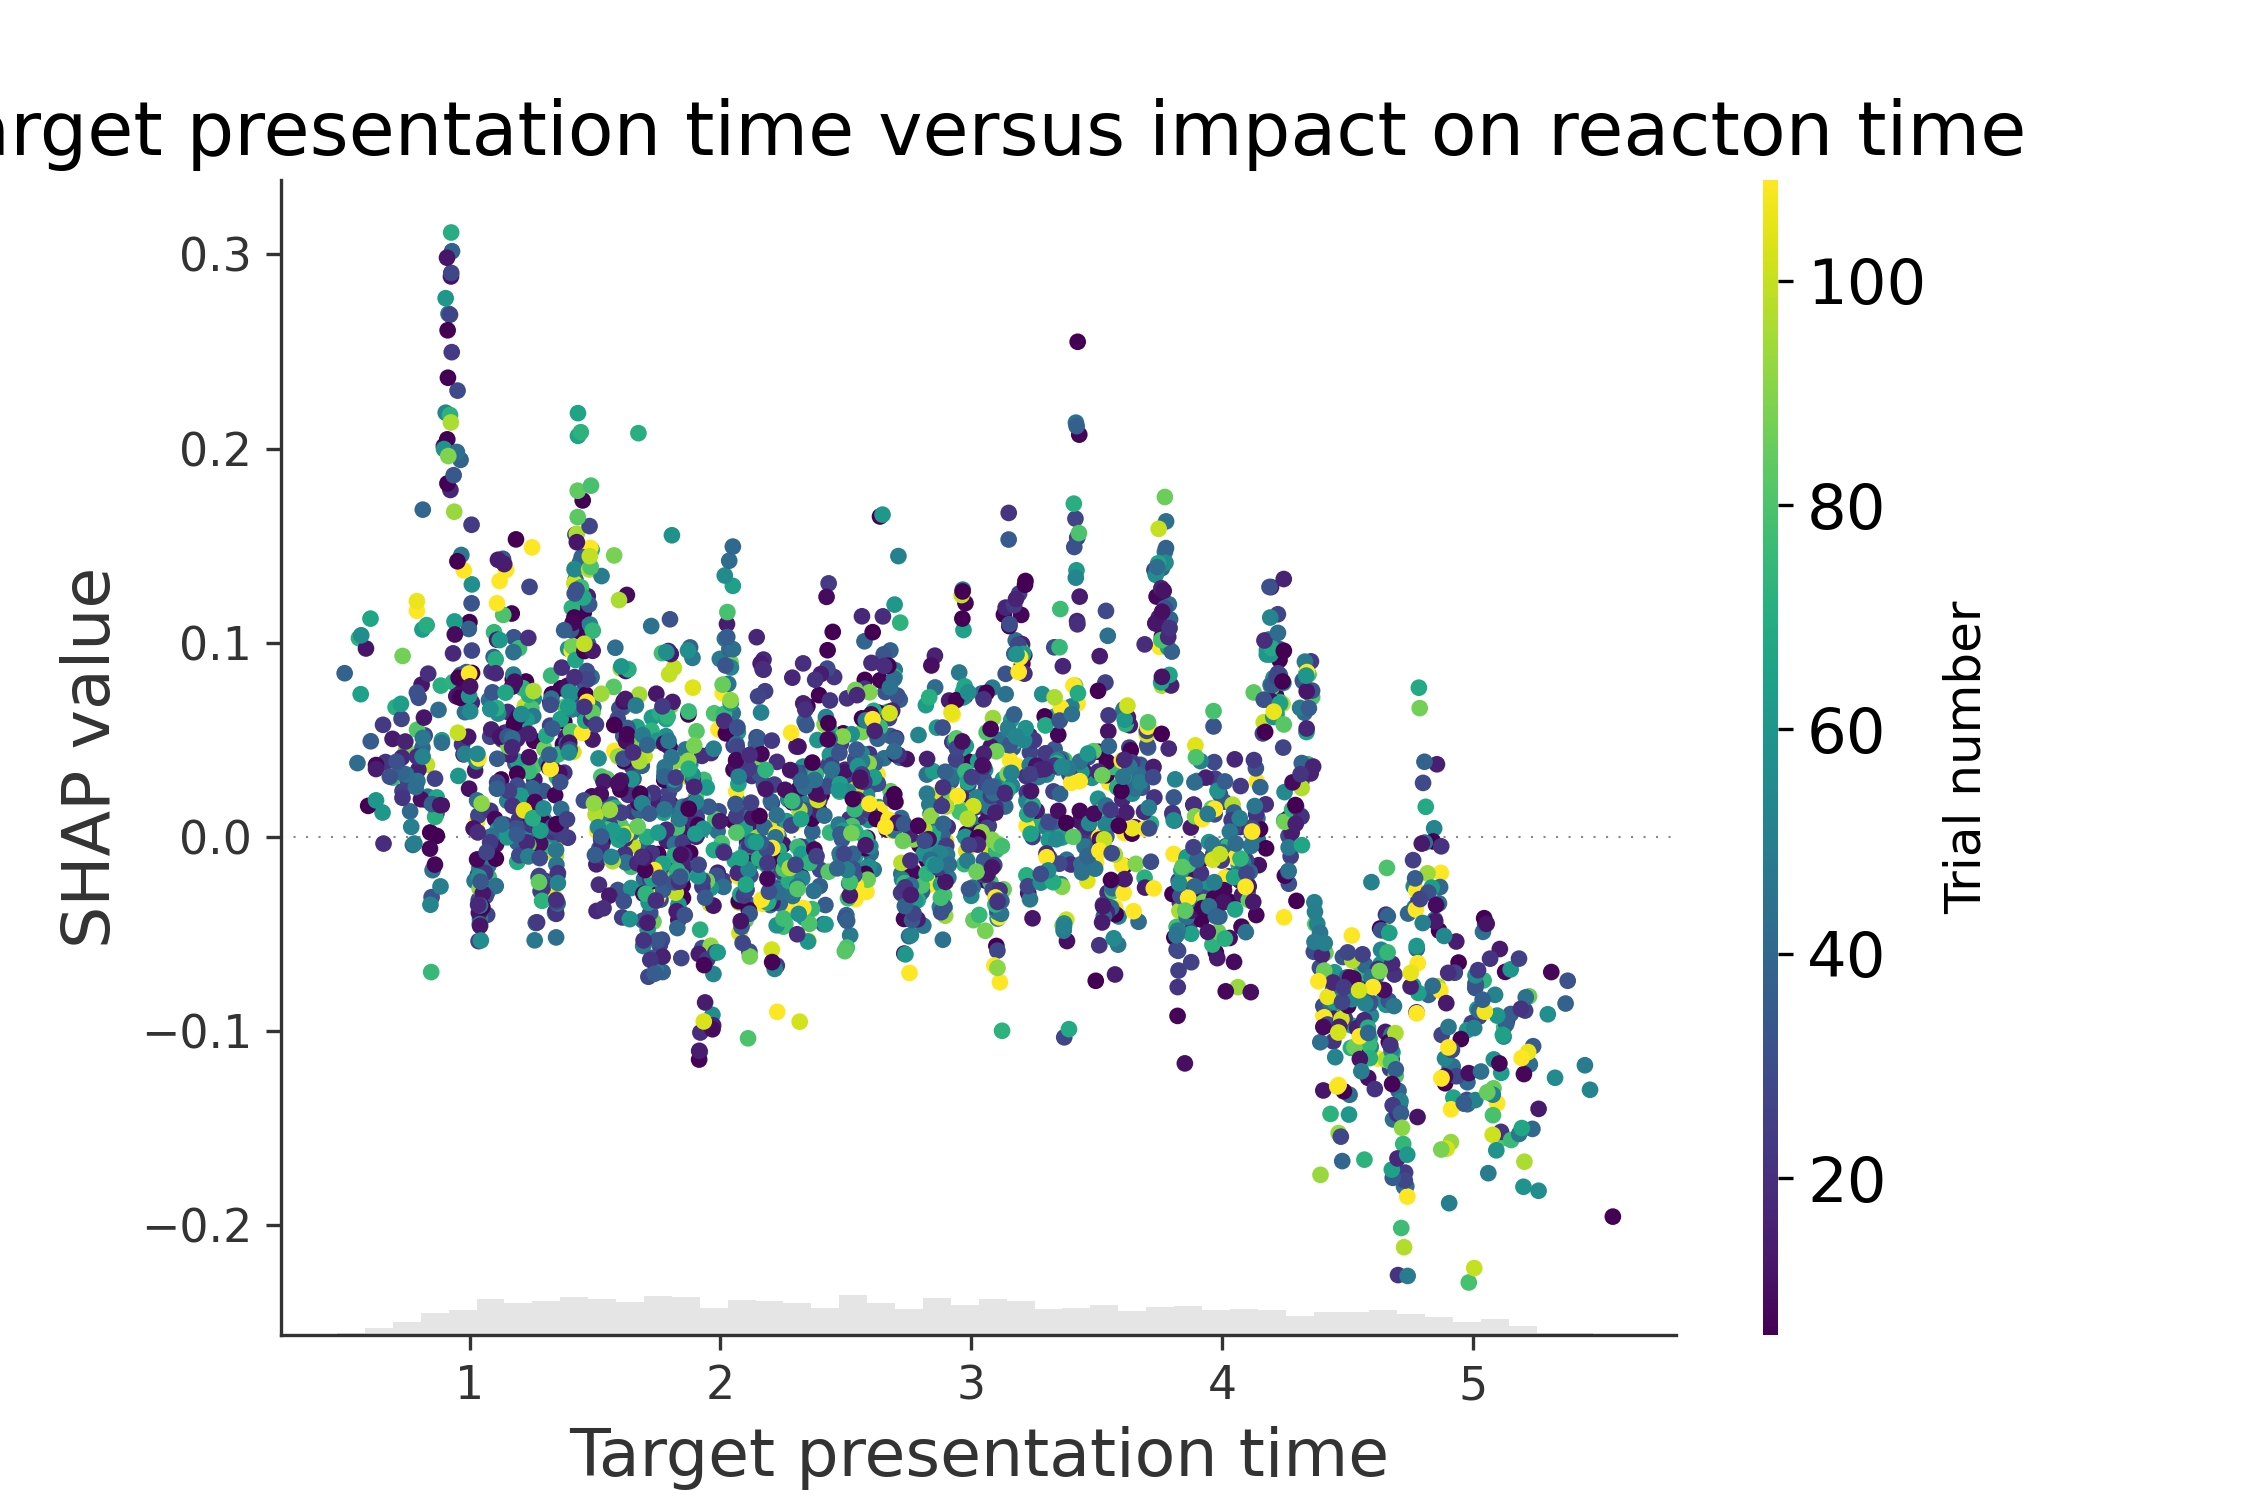 arget presentation time versus impact on reacton time
0.3
0.2
0.1
0.0
−0.1
−0.2
SHAP value
1 2 3 4 5
Target presentation time
100
80
60
40
20
Trial number